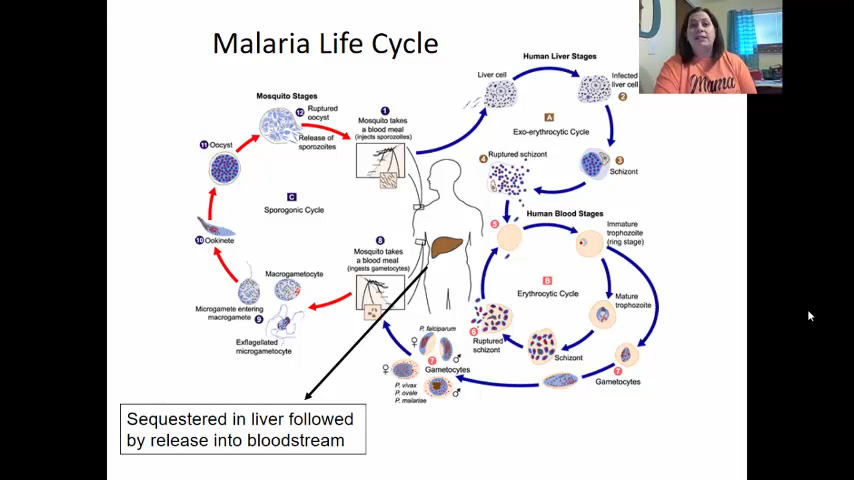 Malaria Life Cycle
Mosquito Stages
12
Ruptured
oocyst
Release of
sporozoites
11
Oocyst
C
Sporogonic Cycle
10
Ookinete
Macrogametocyte
Microgamete entering
macrogamete
9
Exflagellated
microgametocyte
1
Mosquito takes
a blood meal
(injects sporozoites)
8
Mosquito takes
a blood meal
(ingests gametocytes)
Human Liver Stages
Liver cell
Infected
liver cell
2
A
Exo-erythrocytic Cycle
4
Ruptured schizont
3
Schizont
Human Blood Stages
5
Immature
trophozoite
(ring stage)
B
Erythrocytic Cycle
Mature
trophozoite
6
Ruptured
schizont
Schizont
7
Gametocytes
P. falciparum
♀
♂
7
Gametocytes
♀
♂
P. vivax
P. ovale
P. malariae
Sequestered in liver followed
by release into bloodstream
Mama